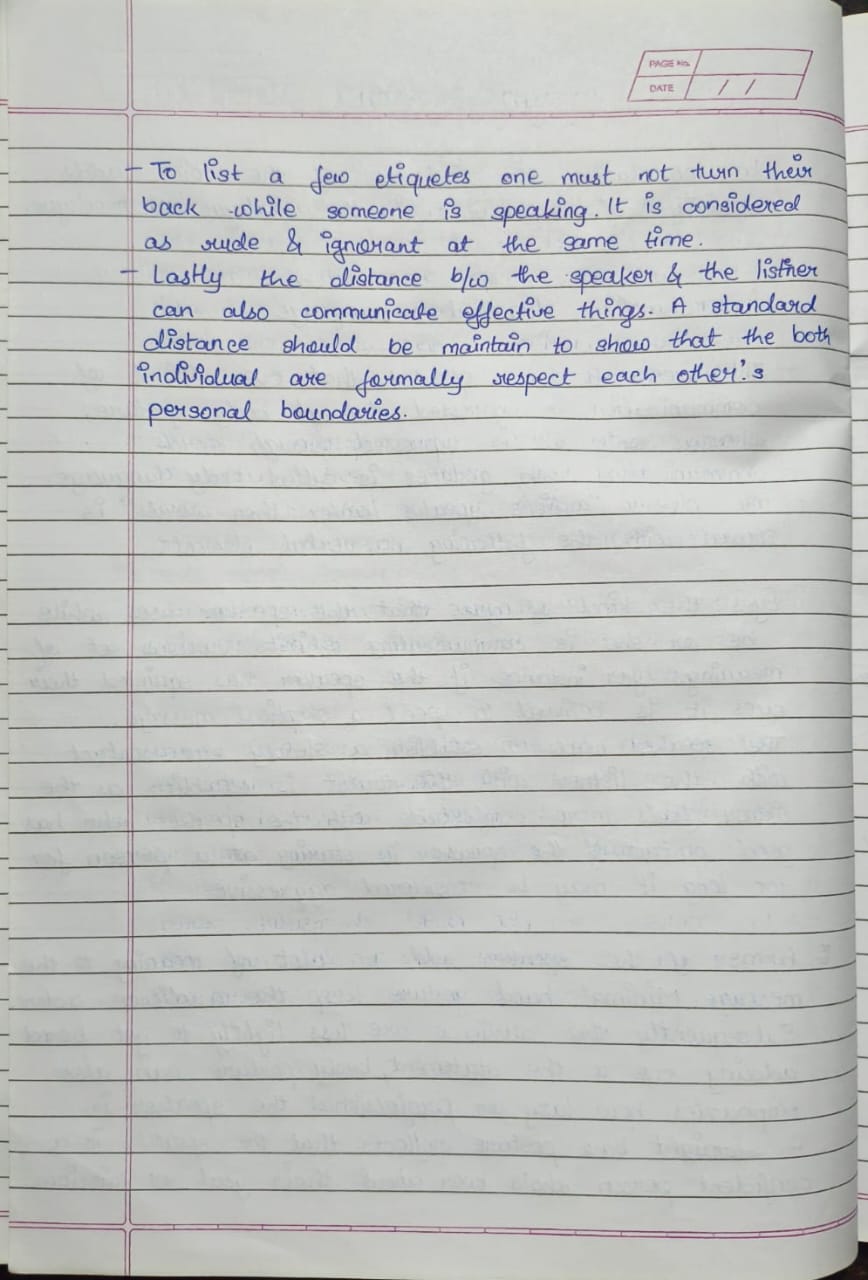 PAGE No.
DATE / /
- To list a few etiquetes one must not turn their
back while someone is speaking. It is considered
as rude & ignorant at the same time.
- Lastly the distance b/w the speaker & the listner
can also communicate effective things. A standard
distance should be maintain to show that the both
individual are formally respect each other's
personal boundaries.